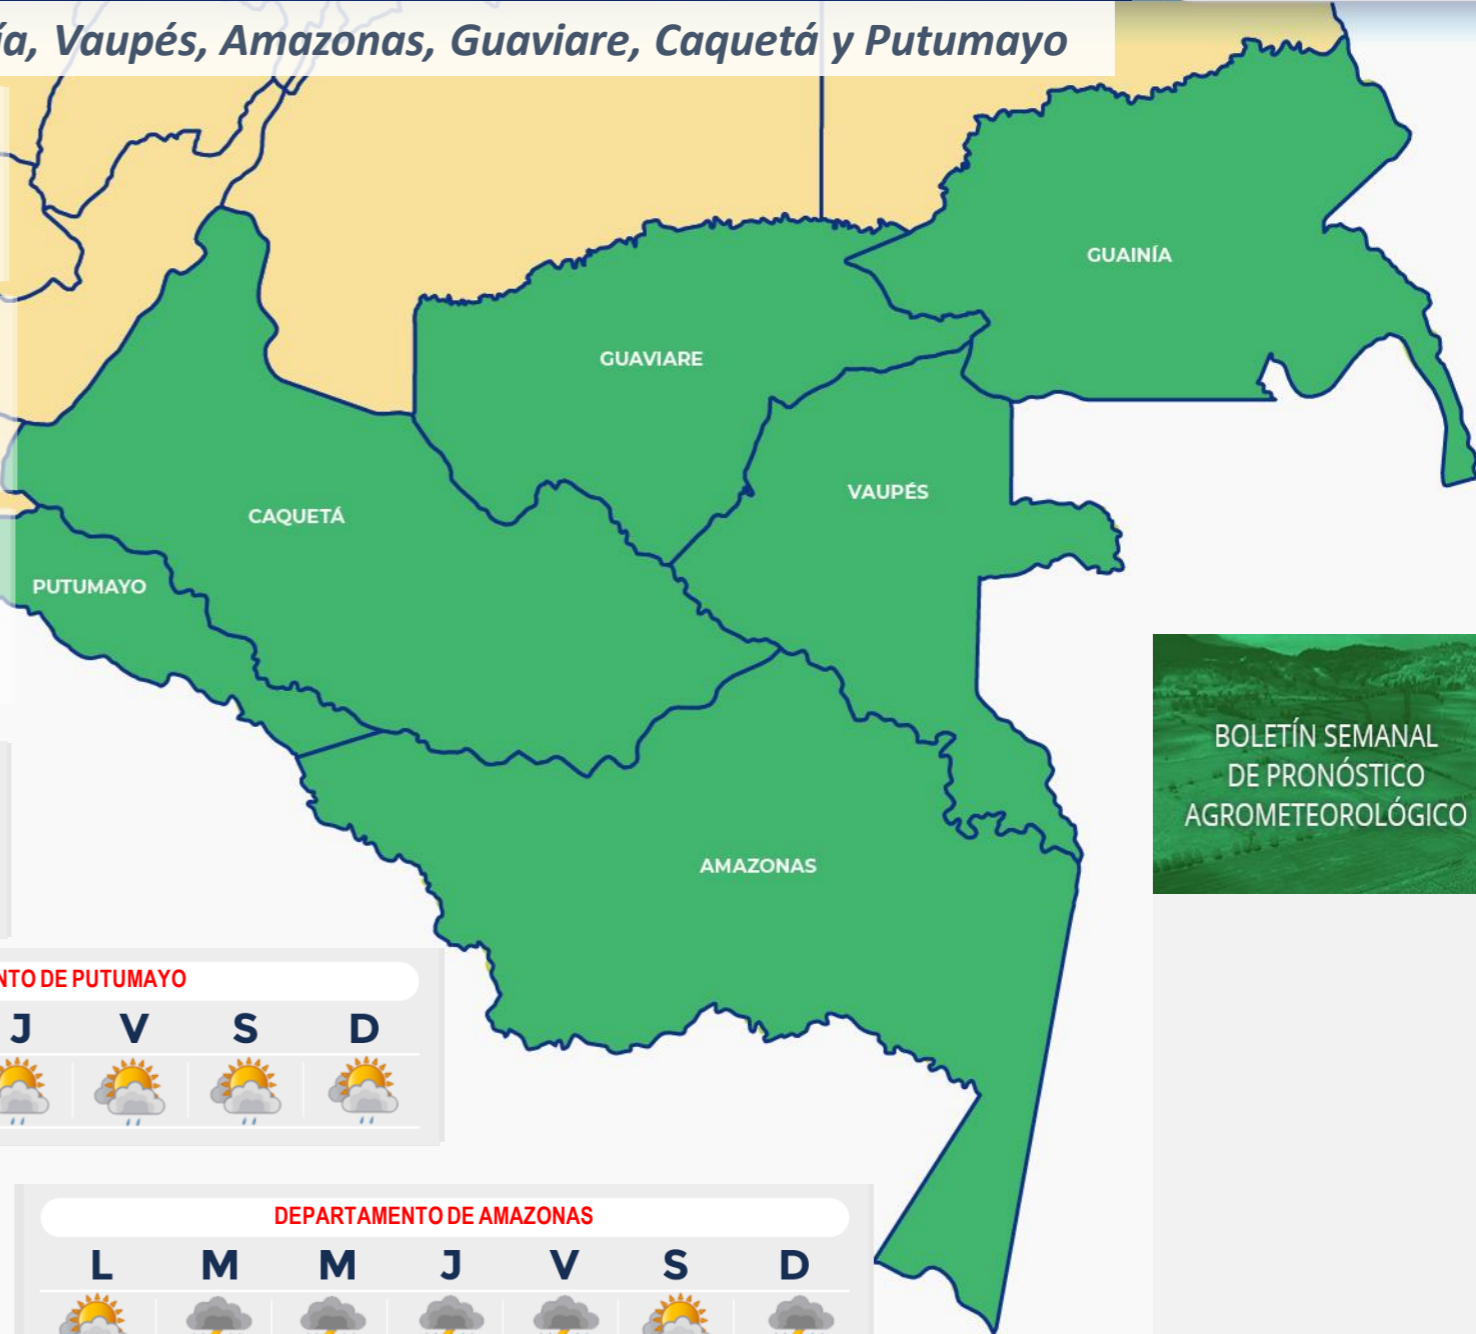 ía, Vaupés, Amazonas, Guaviare, Caquetá y Putumayo
GUAINÍA
GUAVIARE
VAUPÉS
CAQUETÁ
PUTUMAYO
BOLETÍN SEMANAL
DE PRONÓSTICO
AGROMETEOROLÓGICO
AMAZONAS
NTO DE PUTUMAYO
J V S D
DEPARTAMENTO DE AMAZONAS
L M M J V S D